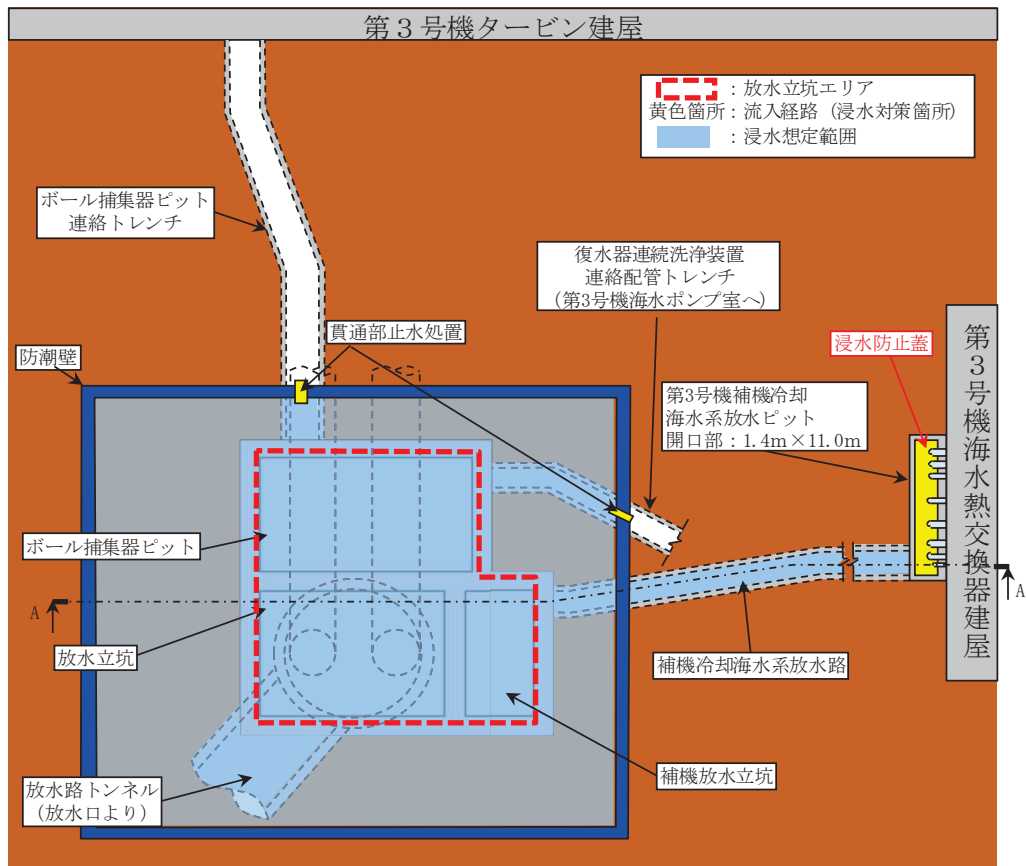 第３号機タービン建屋
：放水立坑エリア
黄色箇所：流入経路（浸水対策箇所）
：浸水想定範囲
ボール捕集器ピット
連絡トレンチ
復水器連続洗浄装置
連絡配管トレンチ
（第3号機海水ポンプ室へ）
貫通部止水処置
防潮壁
浸水防止蓋
第3号機補機冷却
海水系放水ピット
開口部：1.4m×11.0m
第３号機海水熱交換器建屋
ボール捕集器ピット
A
A
放水立坑
補機冷却海水系放水路
放水路トンネル
（放水口より）
補機放水立坑